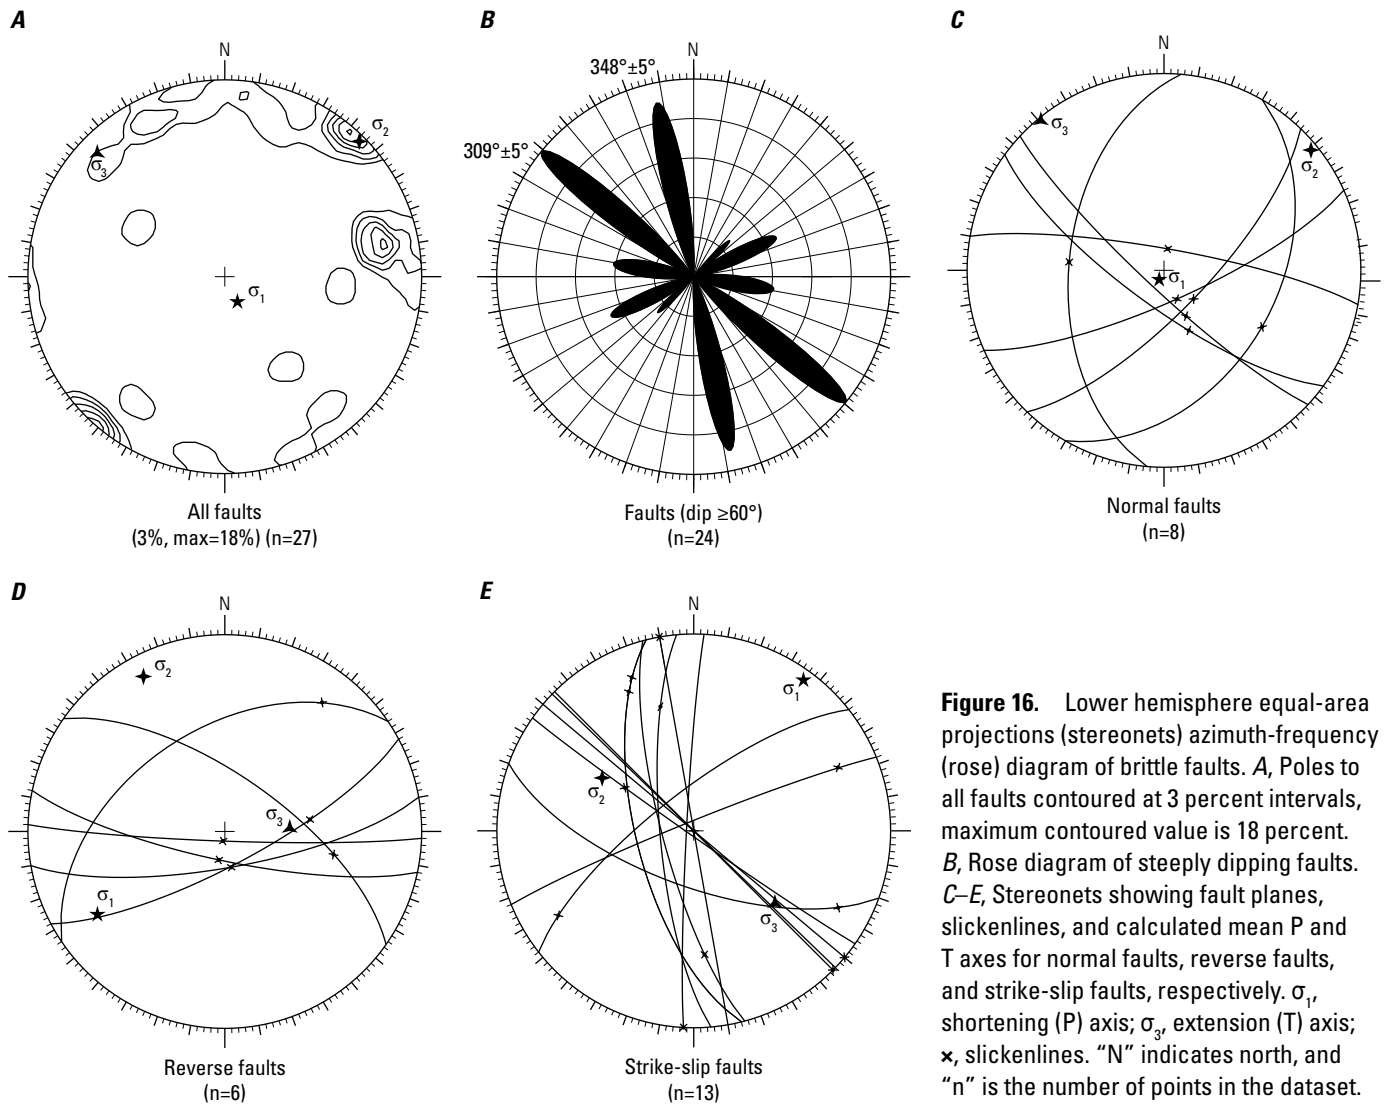 A
N
σ2
σ3
σ1
All faults
(3%, max=18%) (n=27)
B
N
348°±5°
309°±5°
Faults (dip ≥60°)
(n=24)
C
N
σ3
σ2
σ1
Normal faults
(n=8)
D
N
σ2
σ3
σ1
Reverse faults
(n=6)
E
N
σ1
σ2
σ3
Strike-slip faults
(n=13)
Figure 16. Lower hemisphere equal-area
projections (stereonets) azimuth-frequency
(rose) diagram of brittle faults. A, Poles to
all faults contoured at 3 percent intervals,
maximum contoured value is 18 percent.
B, Rose diagram of steeply dipping faults.
C–E, Stereonets showing fault planes,
slickenlines, and calculated mean P and
T axes for normal faults, reverse faults,
and strike-slip faults, respectively. σ1,
shortening (P) axis; σ3, extension (T) axis;
×, slickenlines. “N” indicates north, and
“n” is the number of points in the dataset.